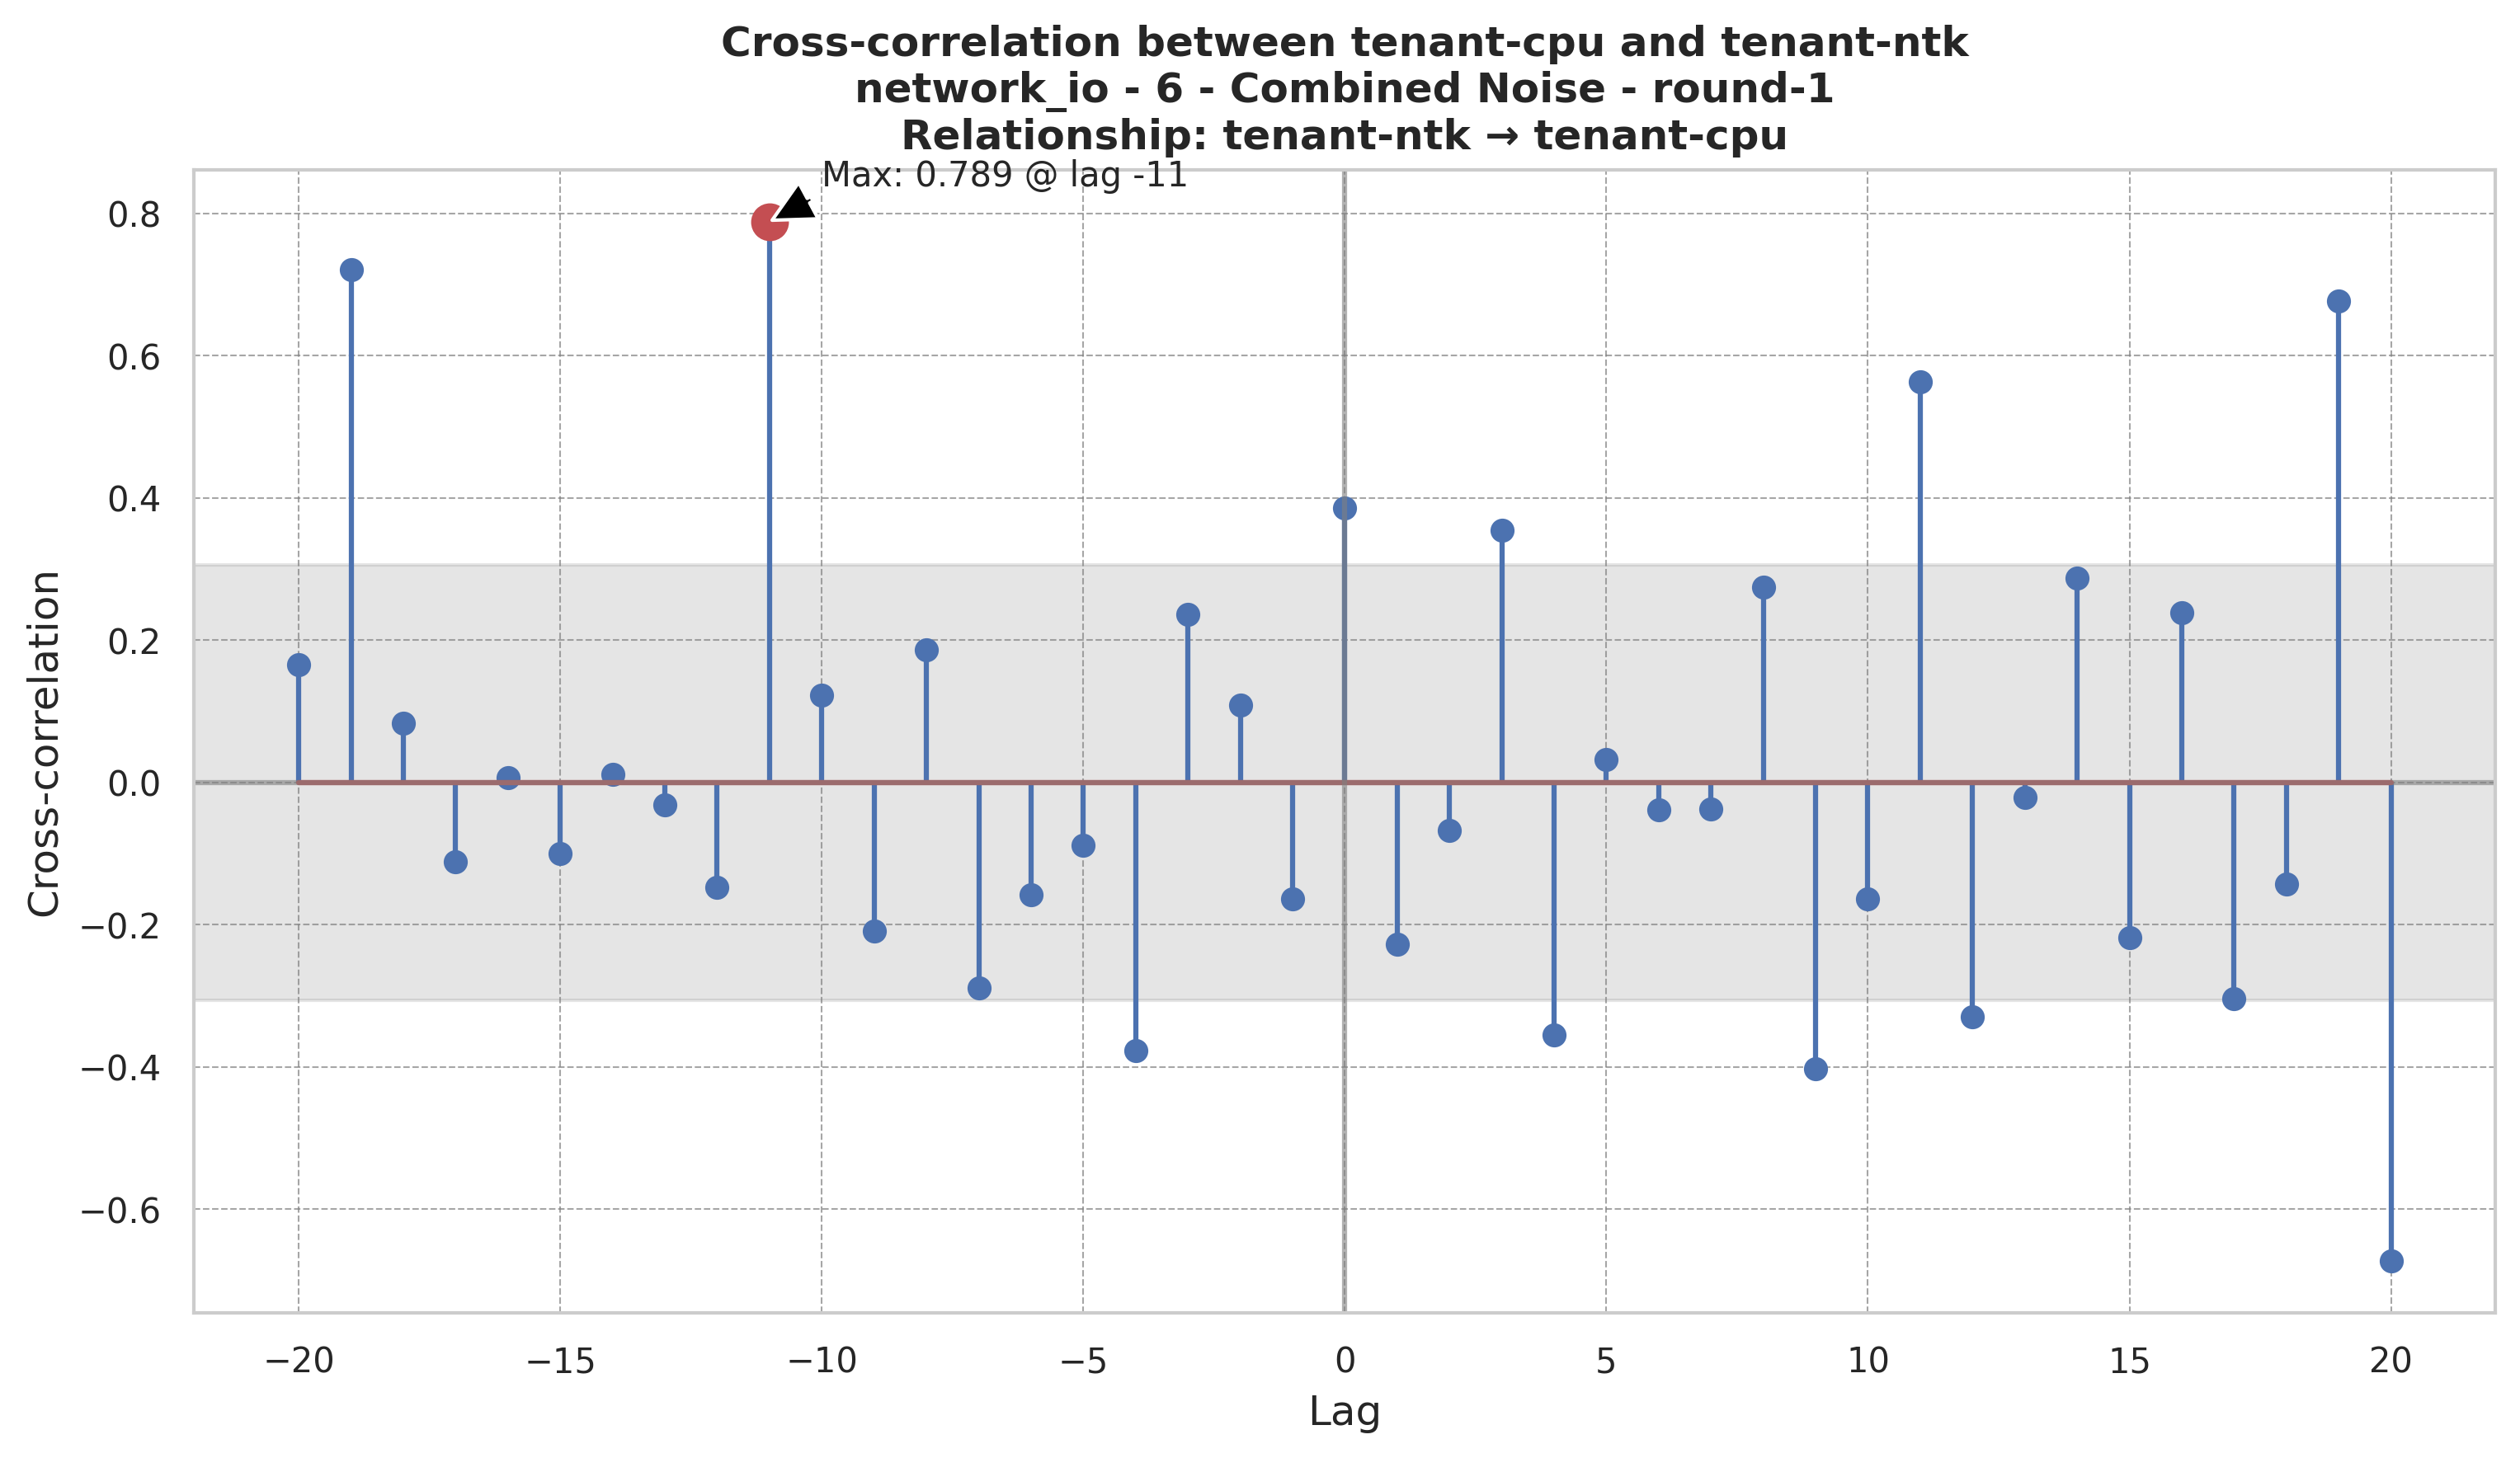 Cross-correlation between tenant-cpu and tenant-ntk
network_io - 6 - Combined Noise - round-1
Relationship: tenant-ntk → tenant-cpu
Max: 0.789 @ lag -11
0.8
0.6
0.4
0.2
0.0
−0.2
−0.4
−0.6
Cross-correlation
−20 −15 −10 −5 0 5 10 15 20
Lag